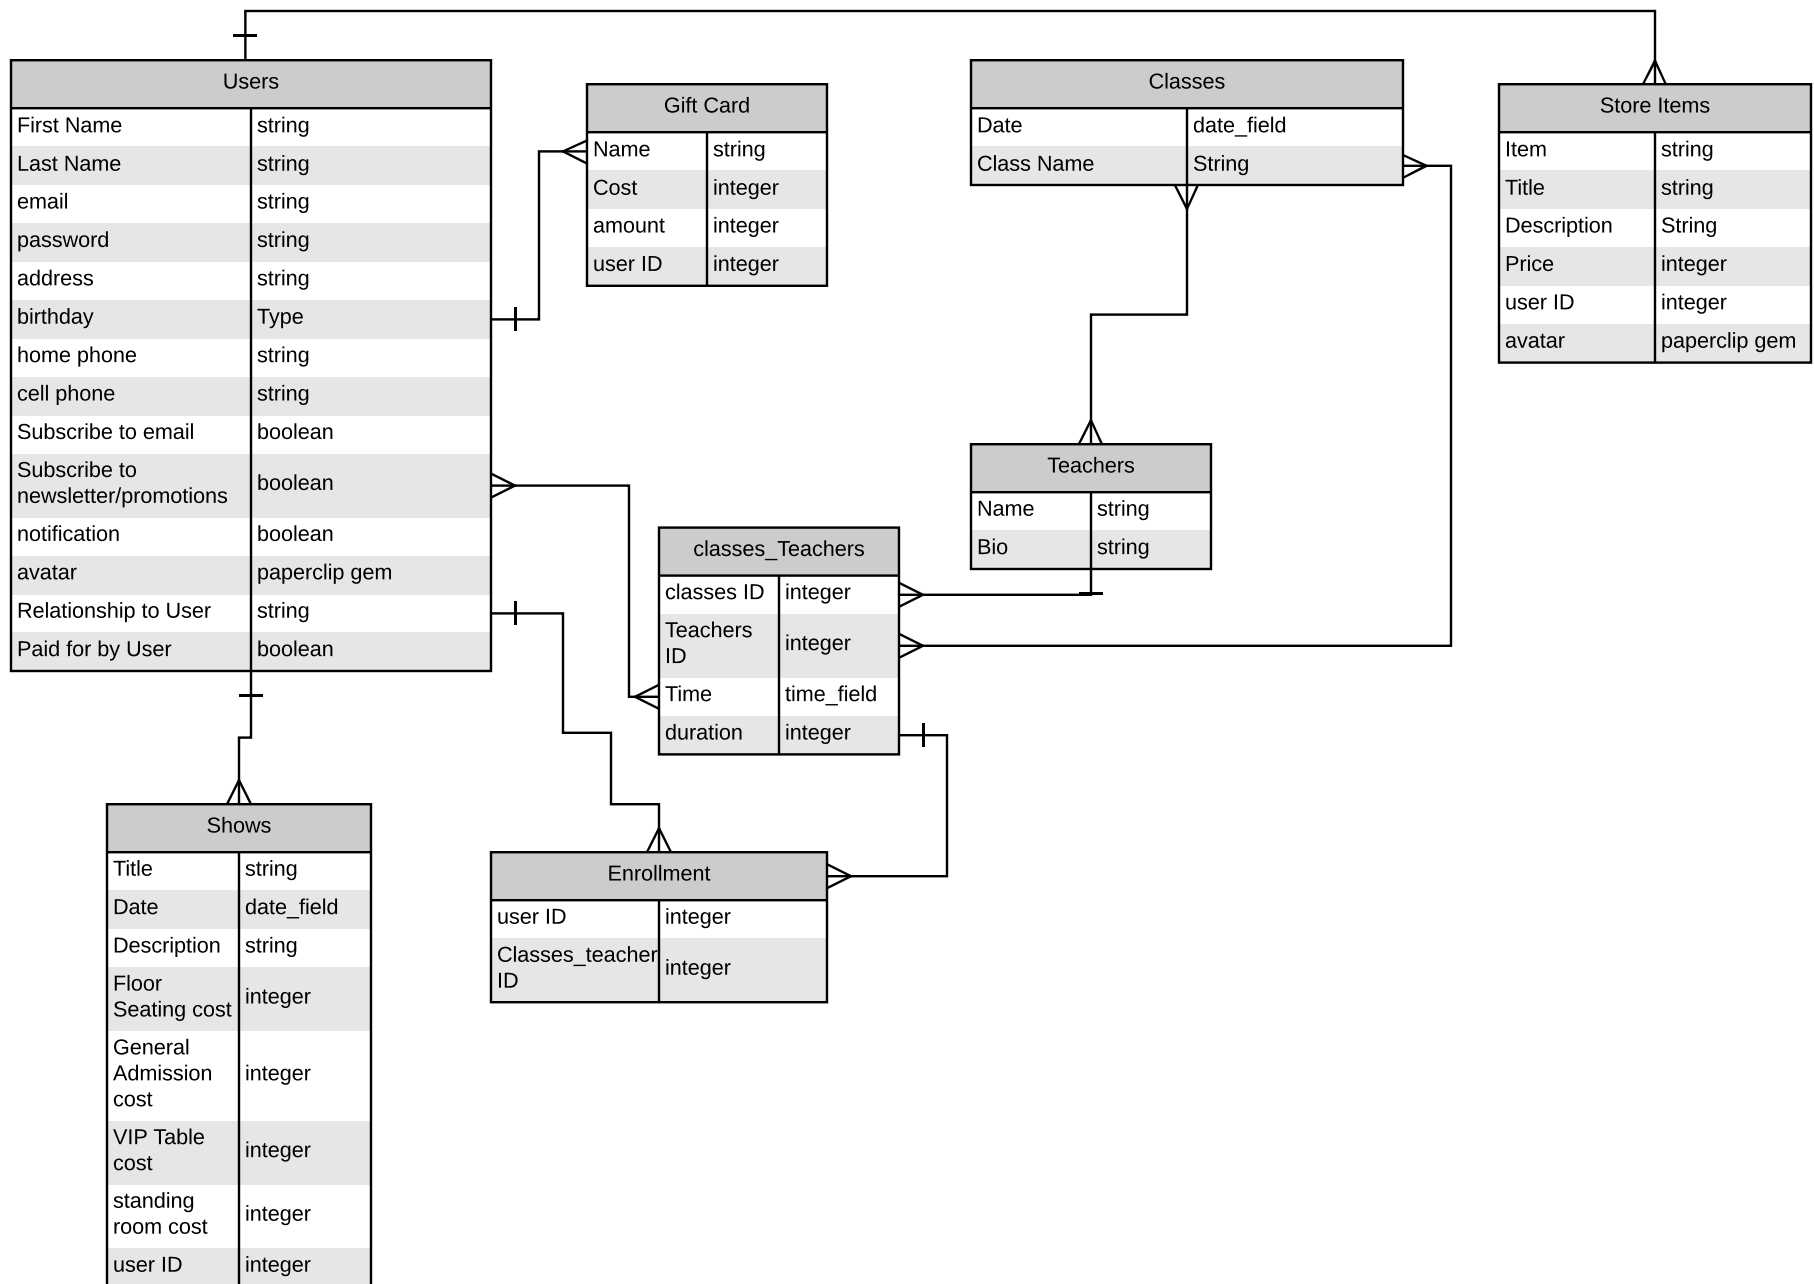 Users
First Name string
Last Name string
email string
password string
address string
birthday Type
home phone string
cell phone string
Subscribe to email boolean
Subscribe to
newsletter/promotions boolean
notification boolean
avatar paperclip gem
Relationship to User string
Paid for by User boolean
Gift Card
Name string
Cost integer
amount integer
user ID integer
Classes
Date date_field
Class Name String
Store Items
Item string
Title string
Description String
Price integer
user ID integer
avatar paperclip gem
Teachers
Name string
Bio string
classes_Teachers
classes ID integer
Teachers
ID integer
Time time_field
duration integer
Shows
Title string
Date date_field
Description string
Floor
Seating cost integer
General
Admission integer
cost
VIP Table
cost integer
standing
room cost integer
user ID integer
Enrollment
user ID integer
Classes_teacher
ID integer